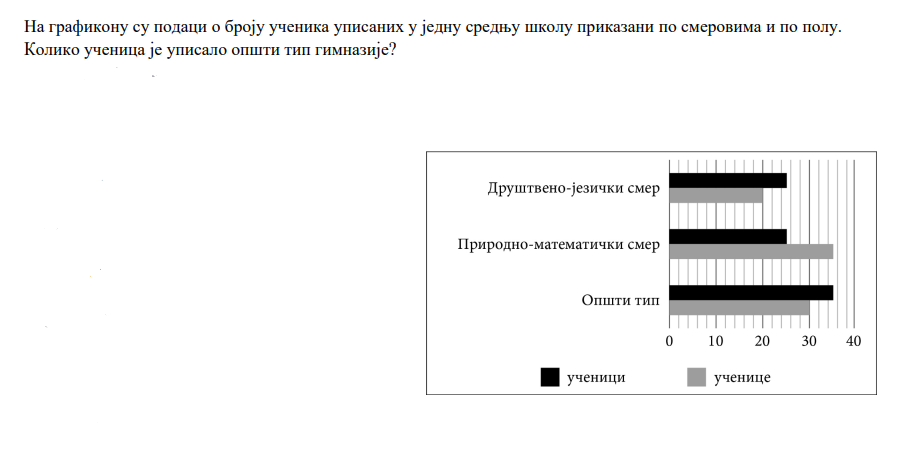 На графикону су подаци о броју ученика уписаних у једну средњу школу приказани по смеровима и по полу.
Колико ученица је уписало општи тип гимназије?
Друштвено-језички смер
Природно-математички смер
Општи тип
0 10 20 30 40
ученици ученице